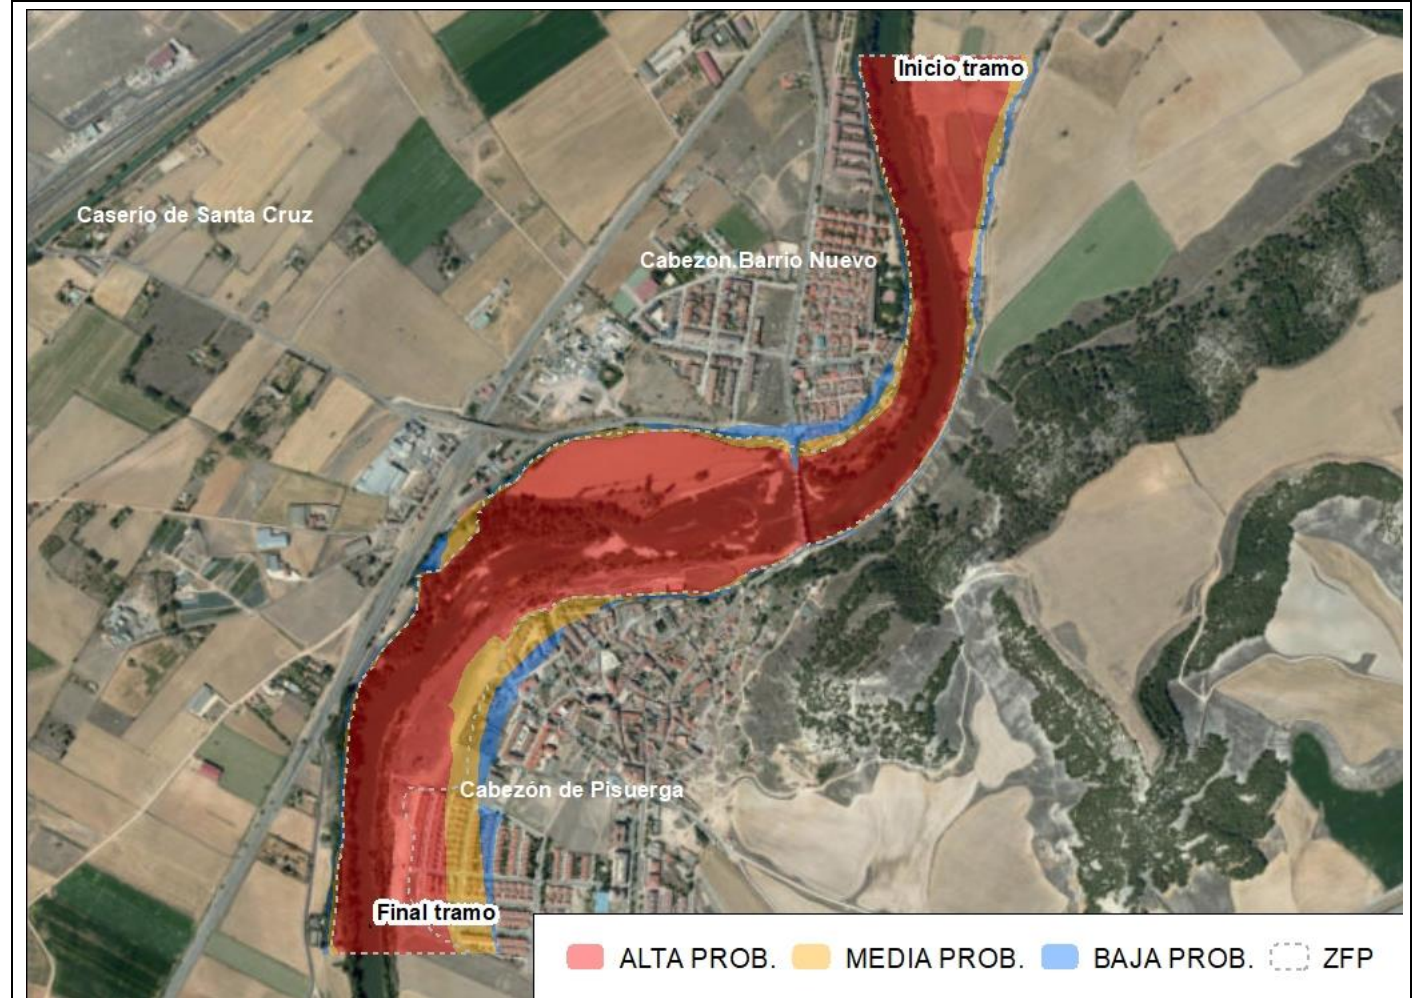 Inicio tramo
Caserío de Santa Cruz
Cabezon.Barrio Nuevo
Cabezón de Pisuerga
Final tramo
ALTA PROB. MEDIA PROB. BAJA PROB. ZFP